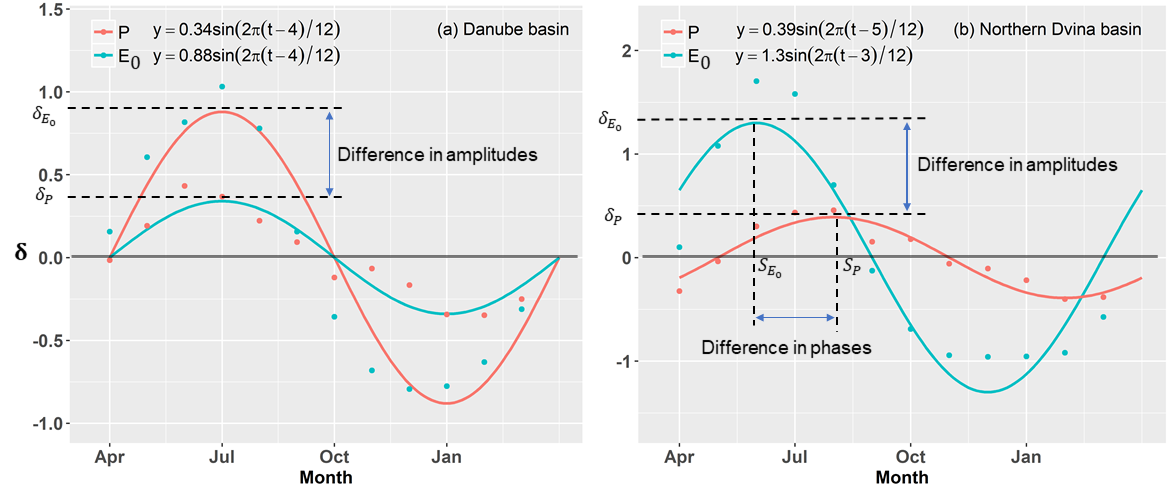 P y = 0.34sin(2π(t − 4)/12) (a) Danube basin
E₀ y = 0.88sin(2π(t − 4)/12)
1.5
1.0
δE₀
Difference in amplitudes
0.5
δP
δ
0.0
-0.5
-1.0
Apr Jul Oct Jan
Month
P y = 0.39sin(2π(t − 5)/12) (b) Northern Dvina basin
E₀ y = 1.3sin(2π(t − 3)/12)
2
δE₀
1
Difference in amplitudes
δP
0
SE₀ SP
Difference in phases
-1
Apr Jul Oct Jan
Month